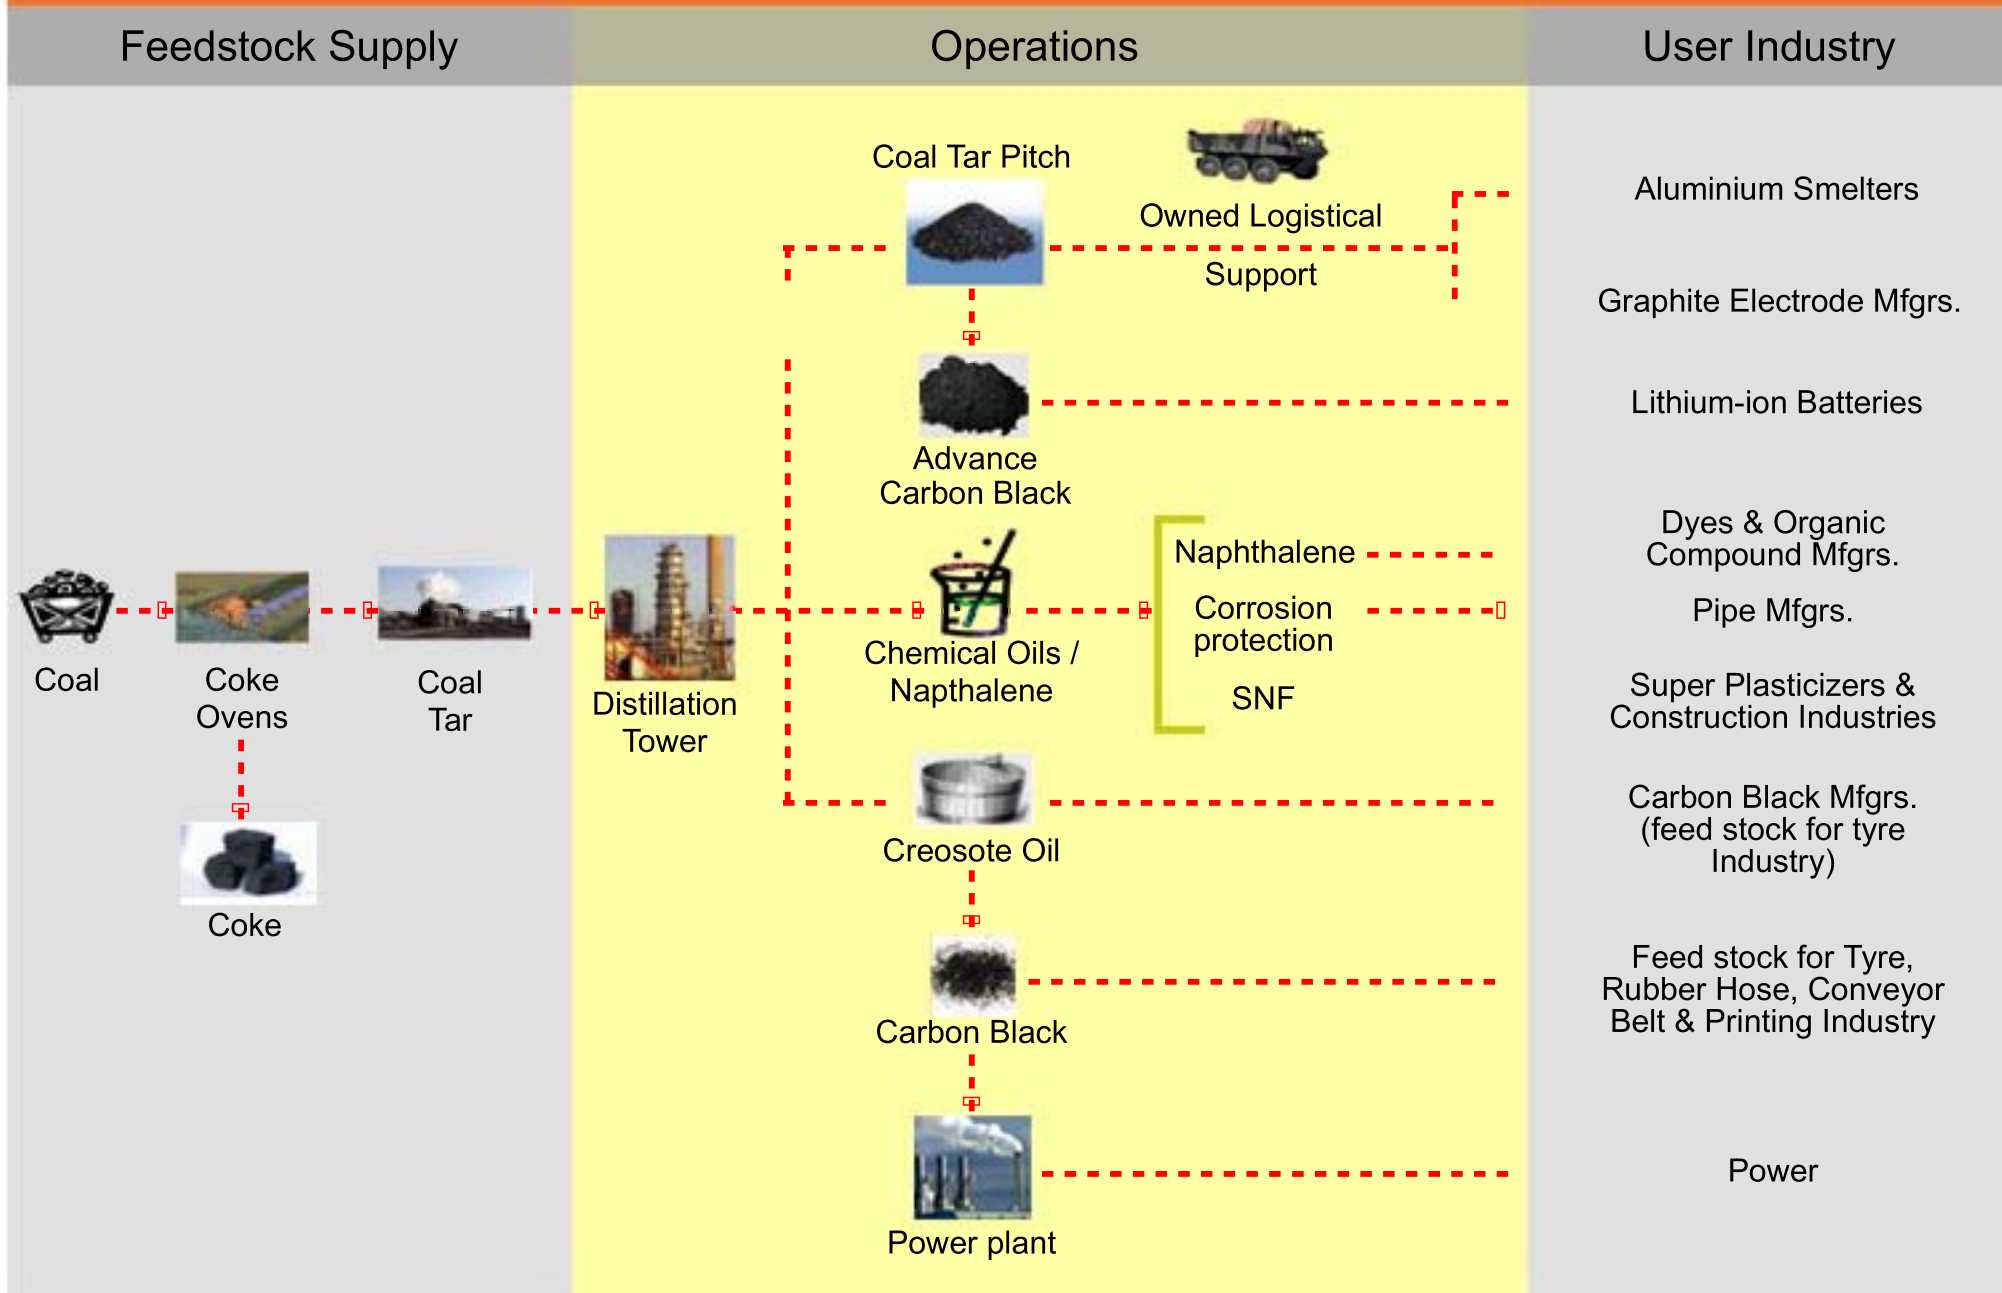 Feedstock Supply
Operations
User Industry
Coal Tar Pitch
Owned Logistical
Support
Aluminium Smelters
Graphite Electrode Mfgrs.
Advance
Carbon Black
Lithium-ion Batteries
Coal
Coke
Ovens
Coal
Tar
Coke
Distillation
Tower
Chemical Oils /
Napthalene
Naphthalene
Corrosion
protection
SNF
Dyes & Organic
Compound Mfgrs.
Pipe Mfgrs.
Super Plasticizers &
Construction Industries
Creosote Oil
Carbon Black Mfgrs.
(feed stock for tyre
Industry)
Carbon Black
Feed stock for Tyre,
Rubber Hose, Conveyor
Belt & Printing Industry
Power plant
Power